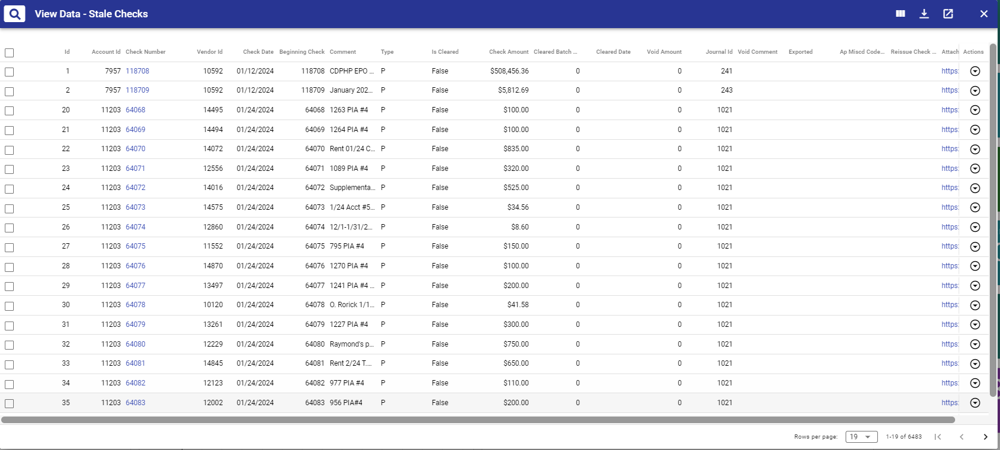 View Data - Stale Checks
Id Account Id Check Number Vendor Id Check Date Beginning Check Comment Type Is Cleared Check Amount Cleared Batch ... Cleared Date Void Amount Journal Id Void Comment Exported Ap Miscd Code... Reissue Check ... Attach Actions
1 7957 118708 10592 01/12/2024 118708 CDPHP EPO ... P False $508,456.36 0 0 241 https:
2 7957 118709 10592 01/12/2024 118709 January 202... P False $5,812.69 0 0 243 https:
20 11203 64068 14495 01/24/2024 64068 1263 PIA #4 P False $100.00 0 0 1021 https:
21 11203 64069 14494 01/24/2024 64069 1264 PIA #4 P False $100.00 0 0 1021 https:
22 11203 64070 14072 01/24/2024 64070 Rent 01/24 C... P False $835.00 0 0 1021 https:
23 11203 64071 12556 01/24/2024 64071 1089 PIA #4 P False $320.00 0 0 1021 https:
24 11203 64072 14016 01/24/2024 64072 Supplementa... P False $525.00 0 0 1021 https:
25 11203 64073 14575 01/24/2024 64073 1/24 Acct #5... P False $34.56 0 0 1021 https:
26 11203 64074 12860 01/24/2024 64074 12/1-1/31/2... P False $8.60 0 0 1021 https:
27 11203 64075 11552 01/24/2024 64075 795 PIA #4 P False $150.00 0 0 1021 https:
28 11203 64076 14870 01/24/2024 64076 1270 PIA #4 P False $100.00 0 0 1021 https:
29 11203 64077 13497 01/24/2024 64077 1241 PIA #4 ... P False $200.00 0 0 1021 https:
30 11203 64078 10120 01/24/2024 64078 O. Rorick 1/1... P False $41.58 0 0 1021 https:
31 11203 64079 13261 01/24/2024 64079 1227 PIA #4 P False $300.00 0 0 1021 https:
32 11203 64080 12229 01/24/2024 64080 Raymond's p... P False $750.00 0 0 1021 https:
33 11203 64081 14845 01/24/2024 64081 Rent 2/24 T.... P False $650.00 0 0 1021 https:
34 11203 64082 12123 01/24/2024 64082 977 PIA #4 P False $110.00 0 0 1021 https:
35 11203 64083 12002 01/24/2024 64083 956 PIA#4 P False $200.00 0 0 1021 https:
Rows per page: 19 1-19 of 6483